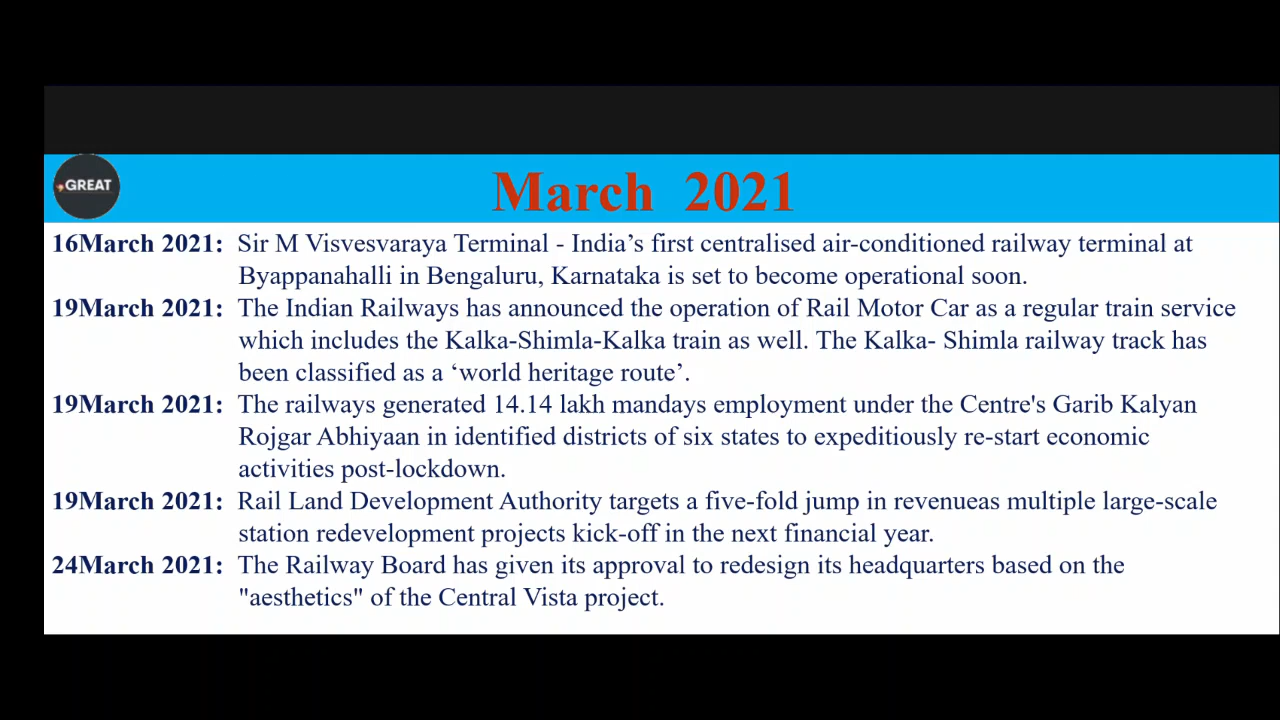 GREAT
March 2021
16March 2021: Sir M Visvesvaraya Terminal - India’s first centralised air-conditioned railway terminal at
Byappanahalli in Bengaluru, Karnataka is set to become operational soon.
19March 2021: The Indian Railways has announced the operation of Rail Motor Car as a regular train service
which includes the Kalka-Shimla-Kalka train as well. The Kalka- Shimla railway track has
been classified as a ‘world heritage route’.
19March 2021: The railways generated 14.14 lakh mandays employment under the Centre's Garib Kalyan
Rojgar Abhiyaan in identified districts of six states to expeditiously re-start economic
activities post-lockdown.
19March 2021: Rail Land Development Authority targets a five-fold jump in revenueas multiple large-scale
station redevelopment projects kick-off in the next financial year.
24March 2021: The Railway Board has given its approval to redesign its headquarters based on the
"aesthetics" of the Central Vista project.